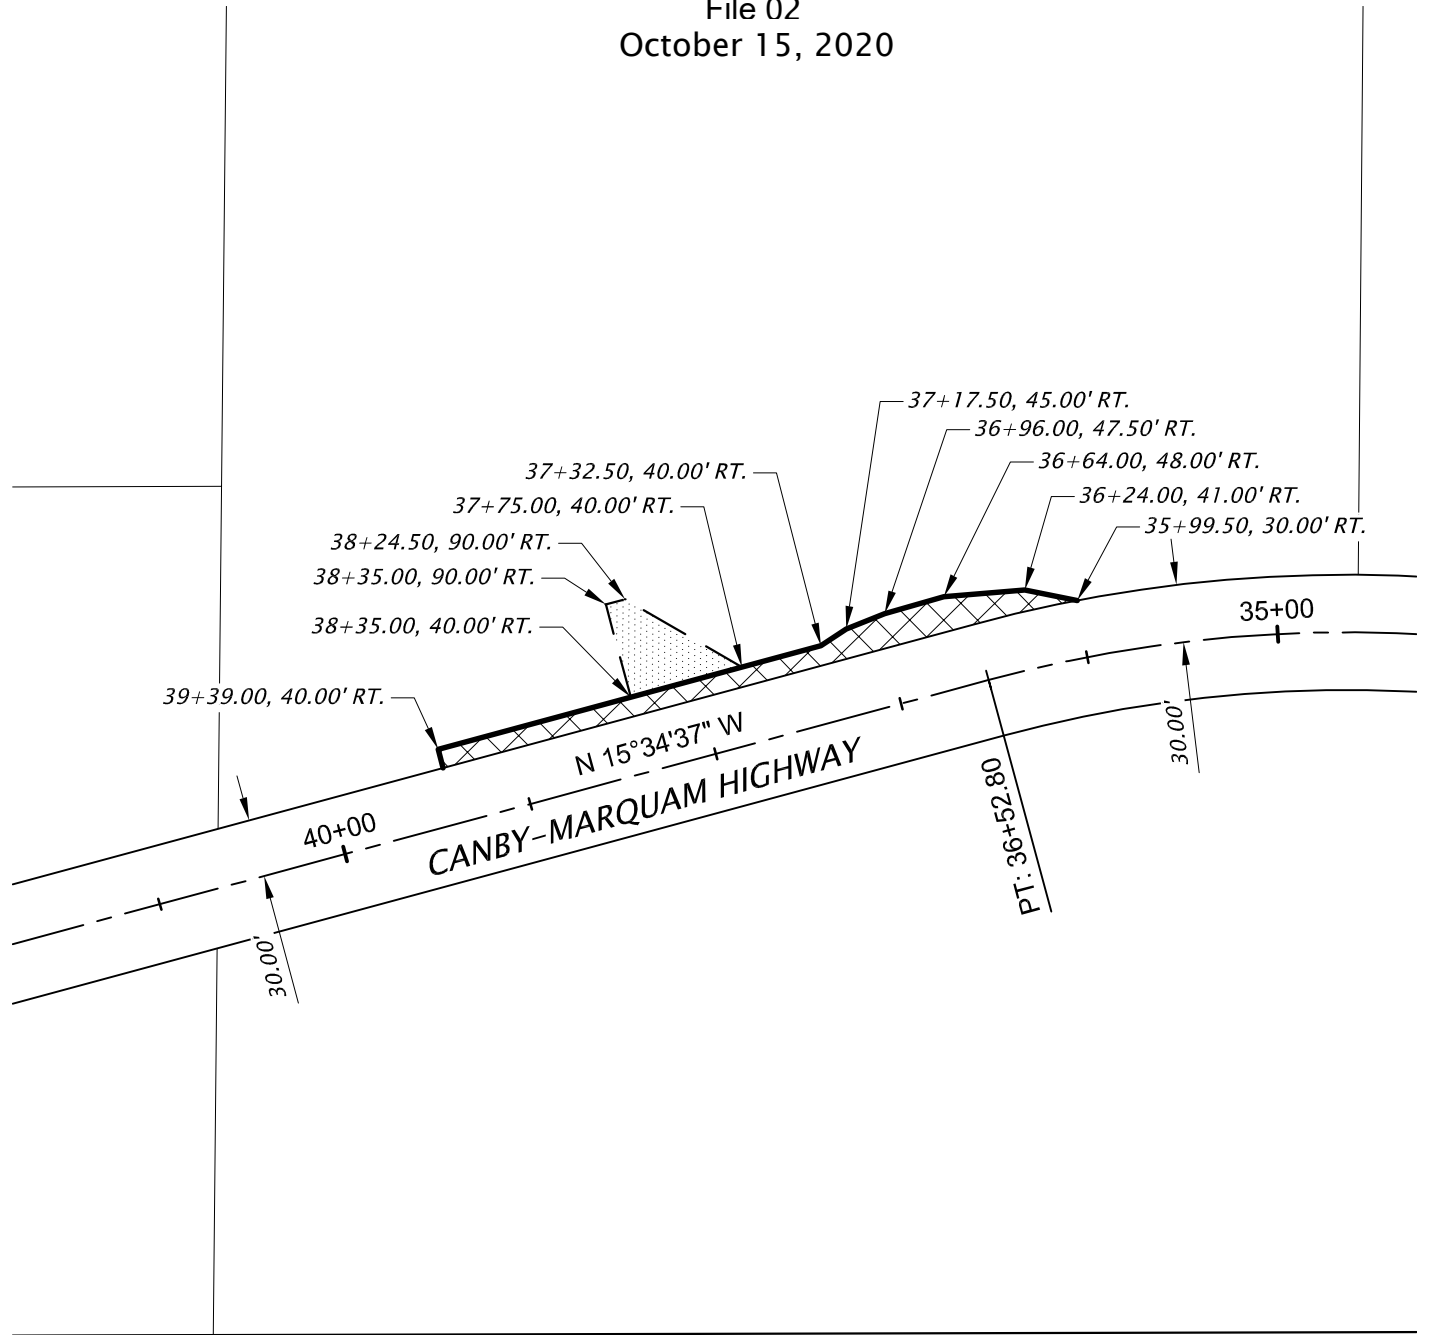 File 02
October 15, 2020
37+17.50, 45.00' RT.
36+96.00, 47.50' RT.
37+32.50, 40.00' RT.
36+64.00, 48.00' RT.
37+75.00, 40.00' RT.
36+24.00, 41.00' RT.
38+24.50, 90.00' RT.
35+99.50, 30.00' RT.
38+35.00, 90.00' RT.
38+35.00, 40.00' RT.
35+00
39+39.00, 40.00' RT.
N 15°34'37" W
30.00'
40+00
CANBY-MARQUAM HIGHWAY
PT: 36+52.80
30.00'